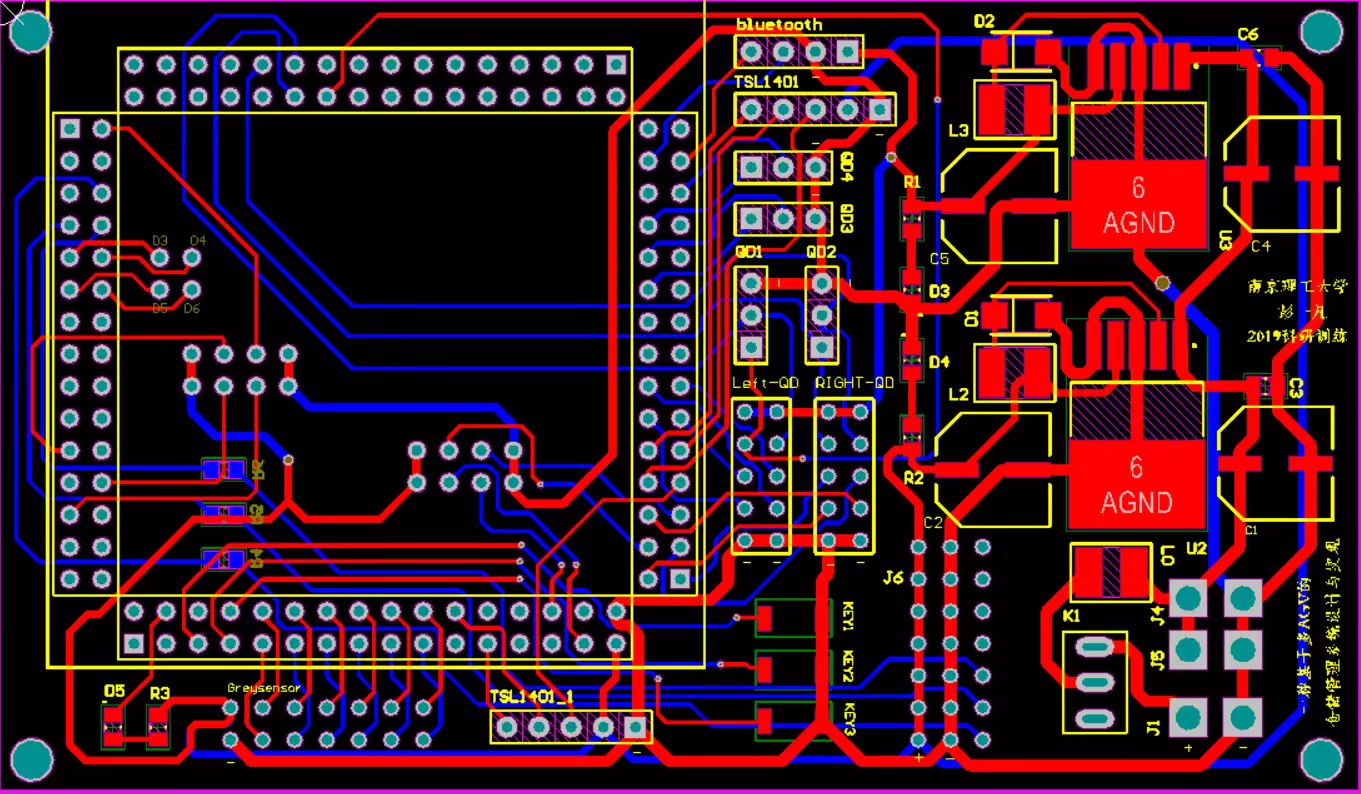 bluetooth
D2
C6
TSL1401
L3
QD4
R1
6
AGND
QD3
U3
C4
D3
D4
QD1
QD2
C5
南京理工大学
D5
D6
D3
D1
彭一凡
2019科研训练
D4
Left-QD
RIGHT-QD
L2
C3
6
AGND
R2
C2
C1
U2
J6
KEY1
K1
J4
一种基于多AGV的
仓储管理系统设计与实现
KEY2
J5
D5
R3
Greysensor
TSL1401_1
KEY3
J1